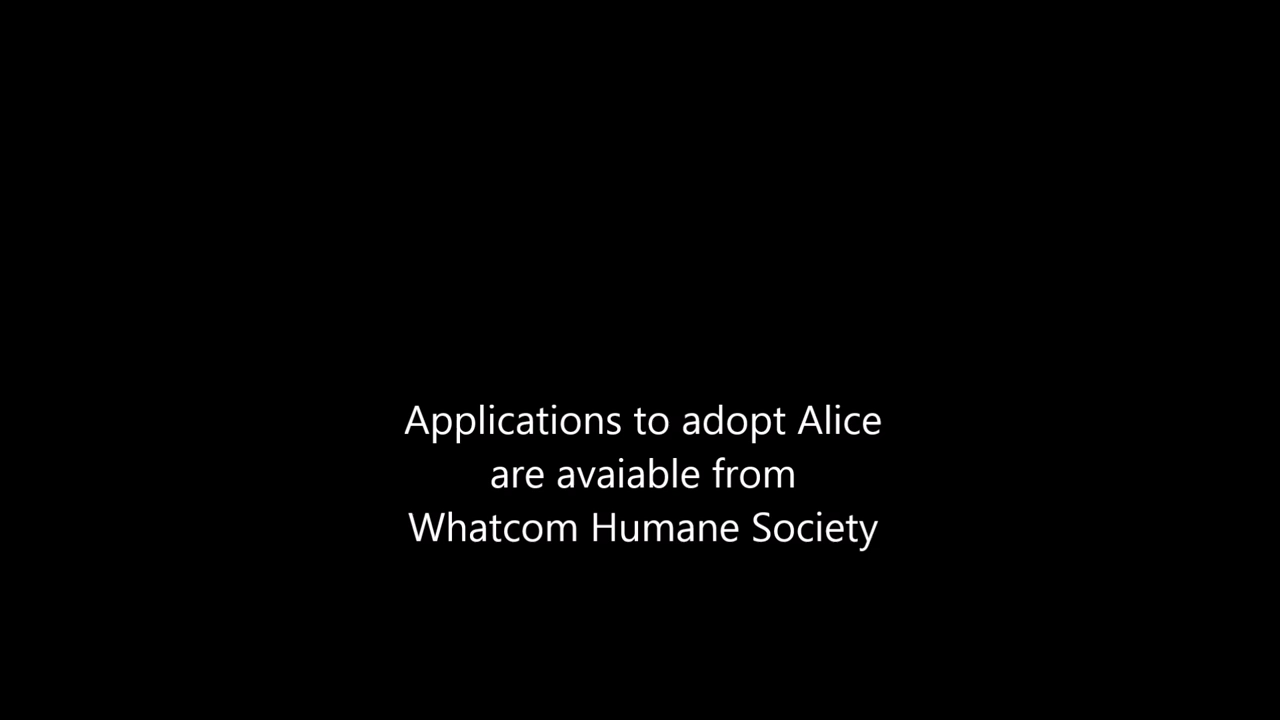 Applications to adopt Alice
are avaiable from
Whatcom Humane Society